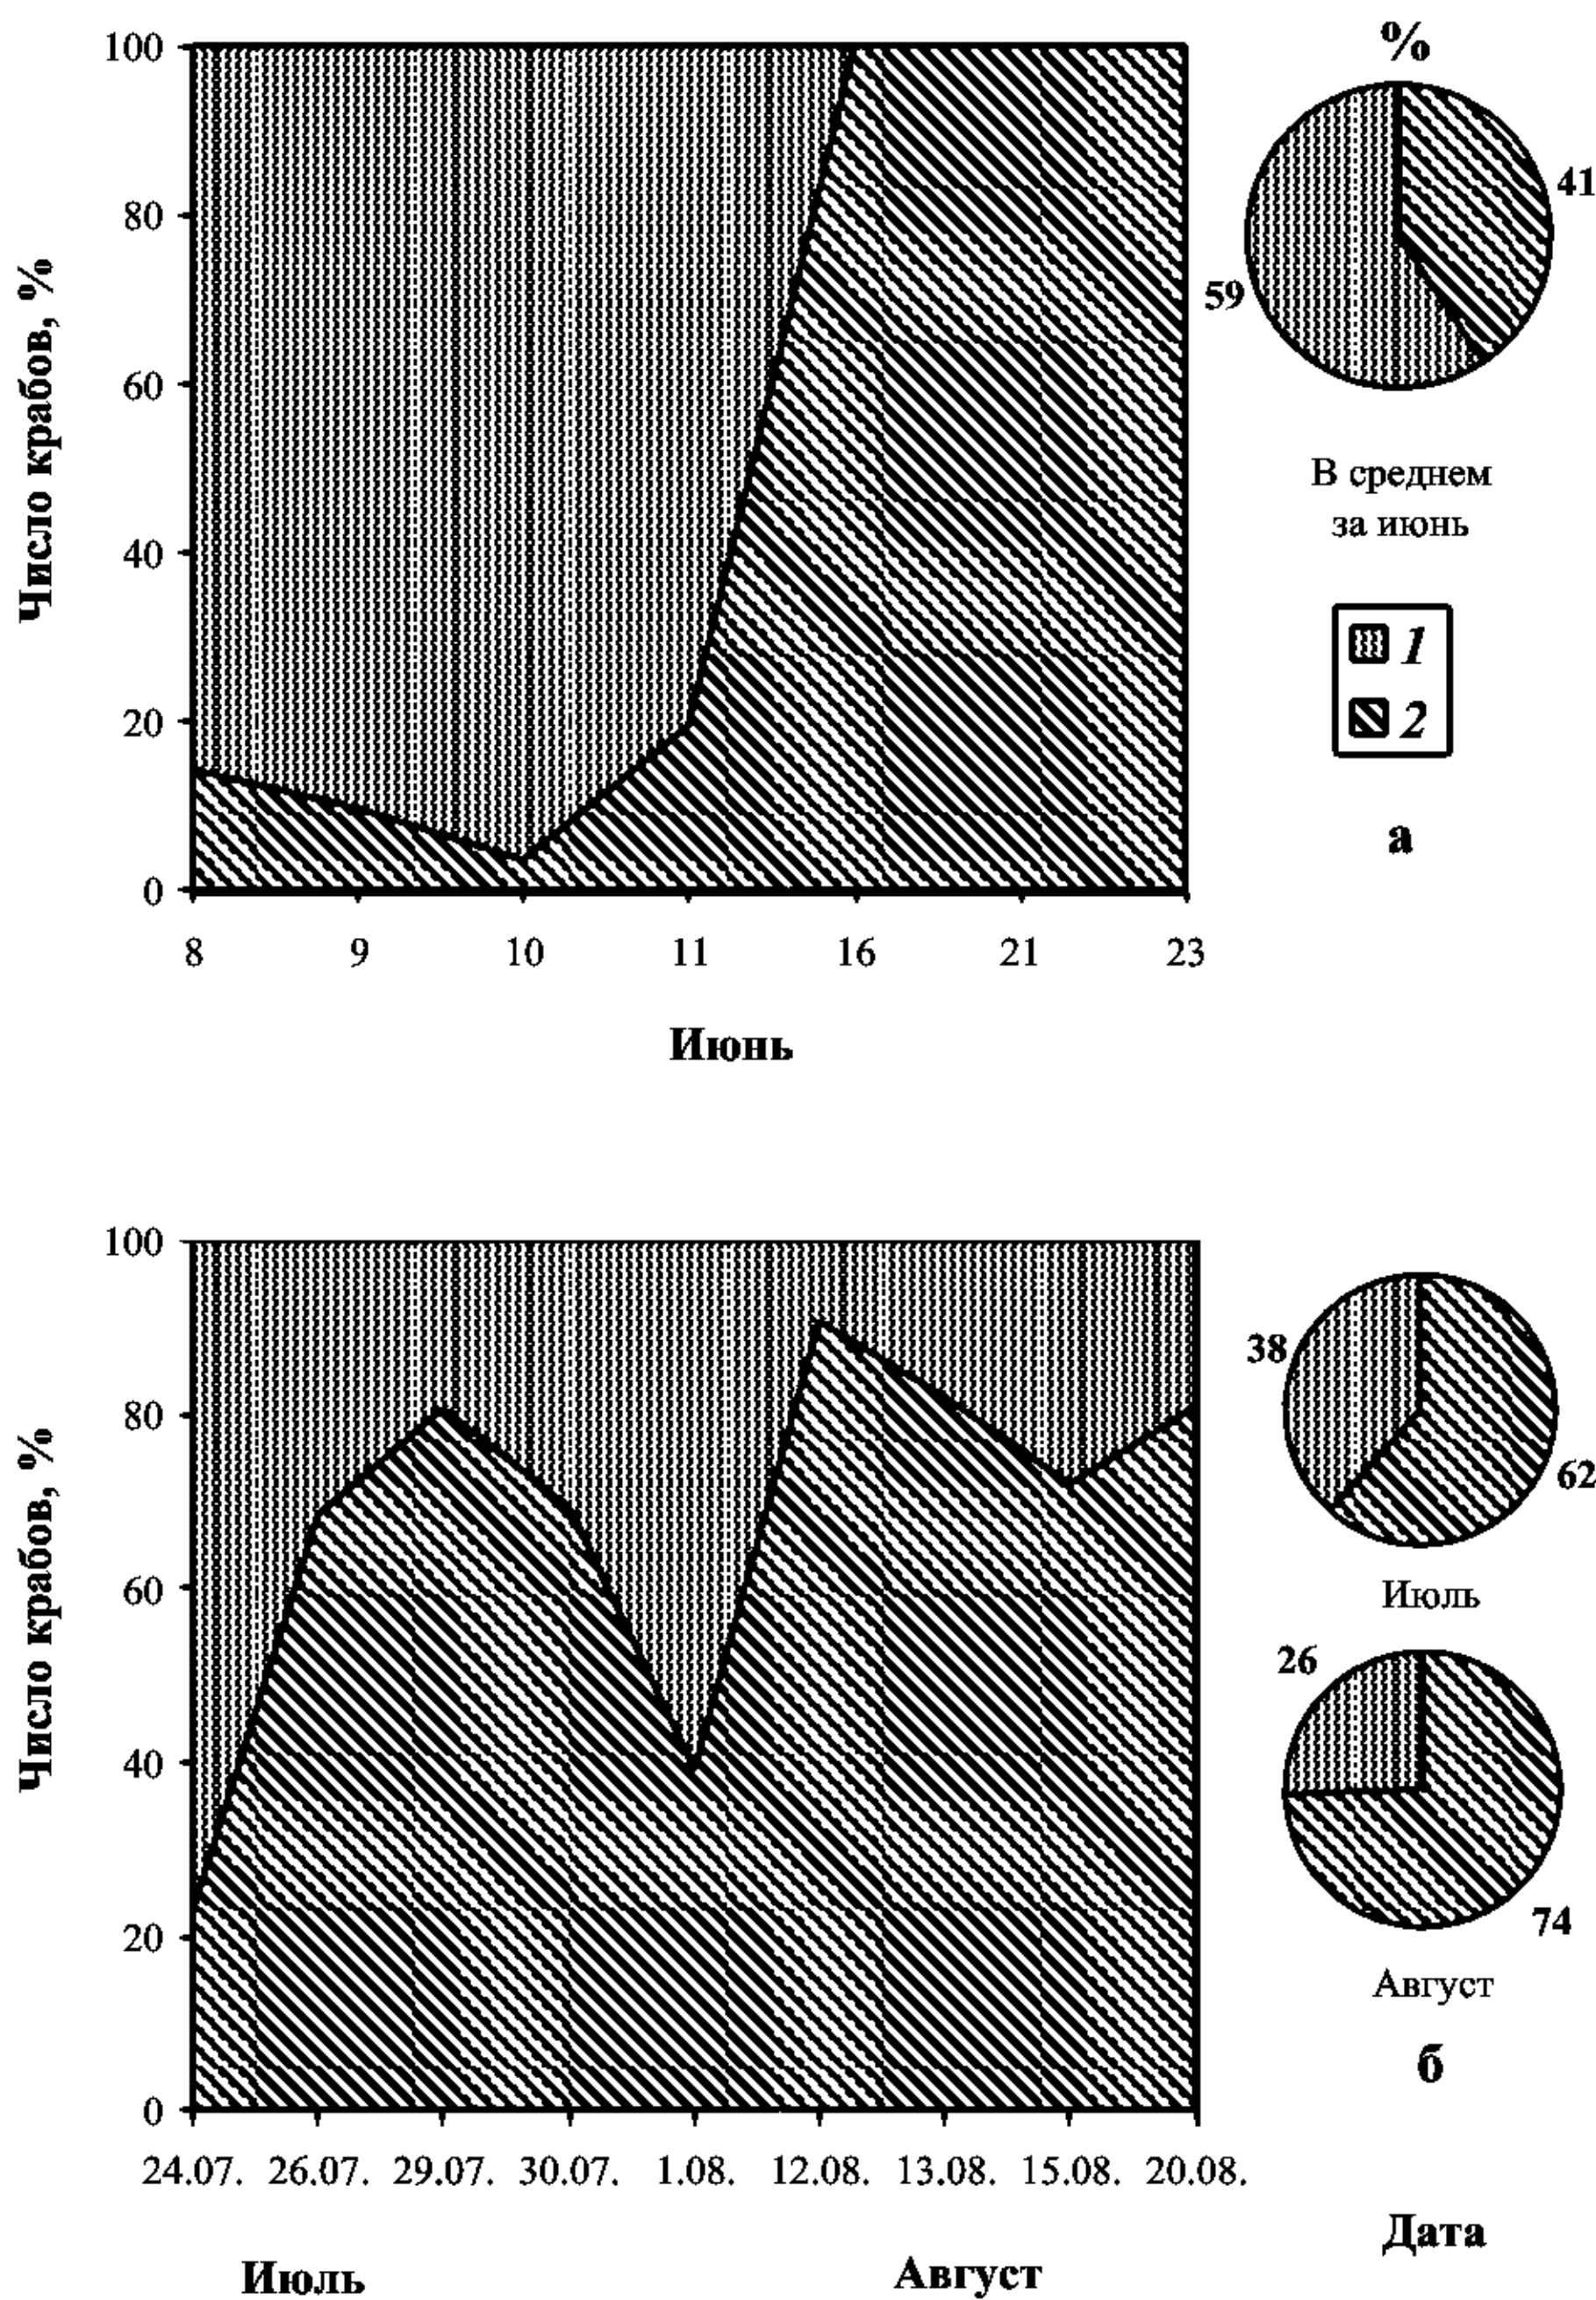 %
Число крабов, %
100
80
60
40
20
0
8 9 10 11 16 21 23
Июнь
41
59
В среднем
за июнь
1
2
а
Число крабов, %
100
80
60
40
20
0
24.07. 26.07. 29.07. 30.07. 1.08. 12.08. 13.08. 15.08. 20.08.
Июль Август
Дата
38
62
Июль
26
74
Август
б